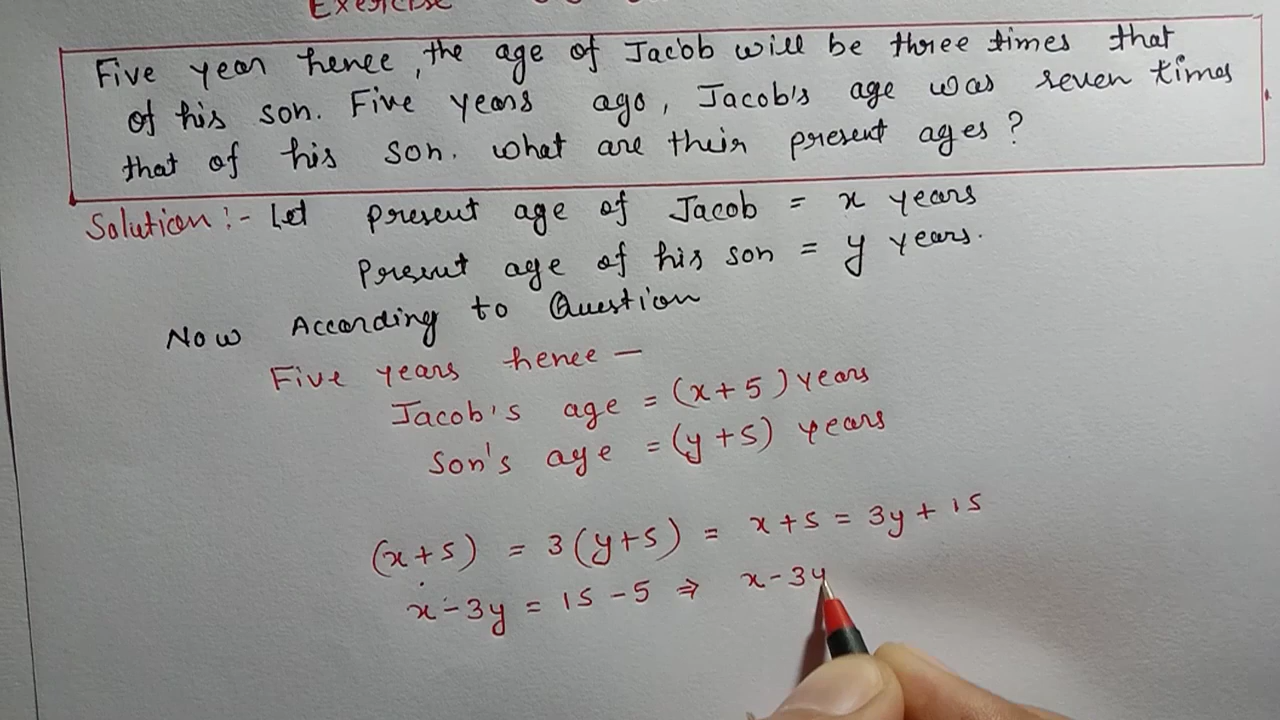 Exercise
Five year hence, the age of Jacob will be three times that
of his son. Five years ago, Jacob's age was seven times
that of his son. what are their present ages?
Solution:- Let present age of Jacob = x years
Present age of his son = y years.
Now According to Question
Five years hence —
Jacob's age = (x+5) years
Son's age = (y+5) years
(x+5) = 3(y+5) = x+5 = 3y+15
x-3y = 15-5 ⇒ x-3y